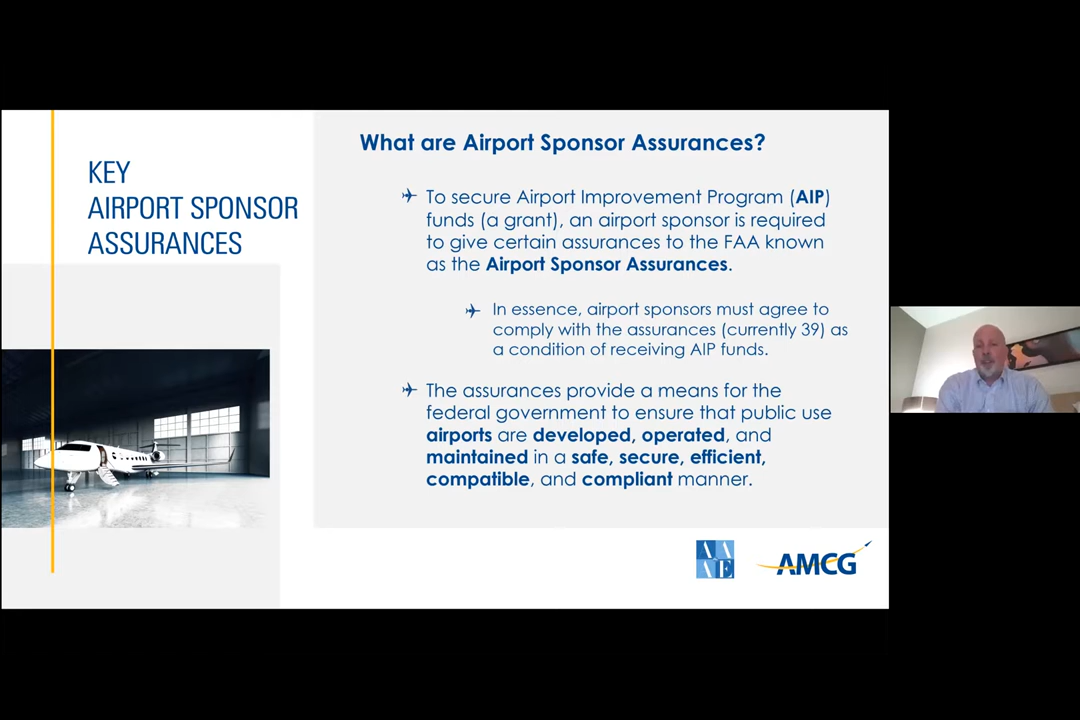 KEY
AIRPORT SPONSOR
ASSURANCES
What are Airport Sponsor Assurances?
To secure Airport Improvement Program (AIP)
funds (a grant), an airport sponsor is required
to give certain assurances to the FAA known
as the Airport Sponsor Assurances.
In essence, airport sponsors must agree to
comply with the assurances (currently 39) as
a condition of receiving AIP funds.
The assurances provide a means for the
federal government to ensure that public use
airports are developed, operated, and
maintained in a safe, secure, efficient,
compatible, and compliant manner.
AAAE
AMCG